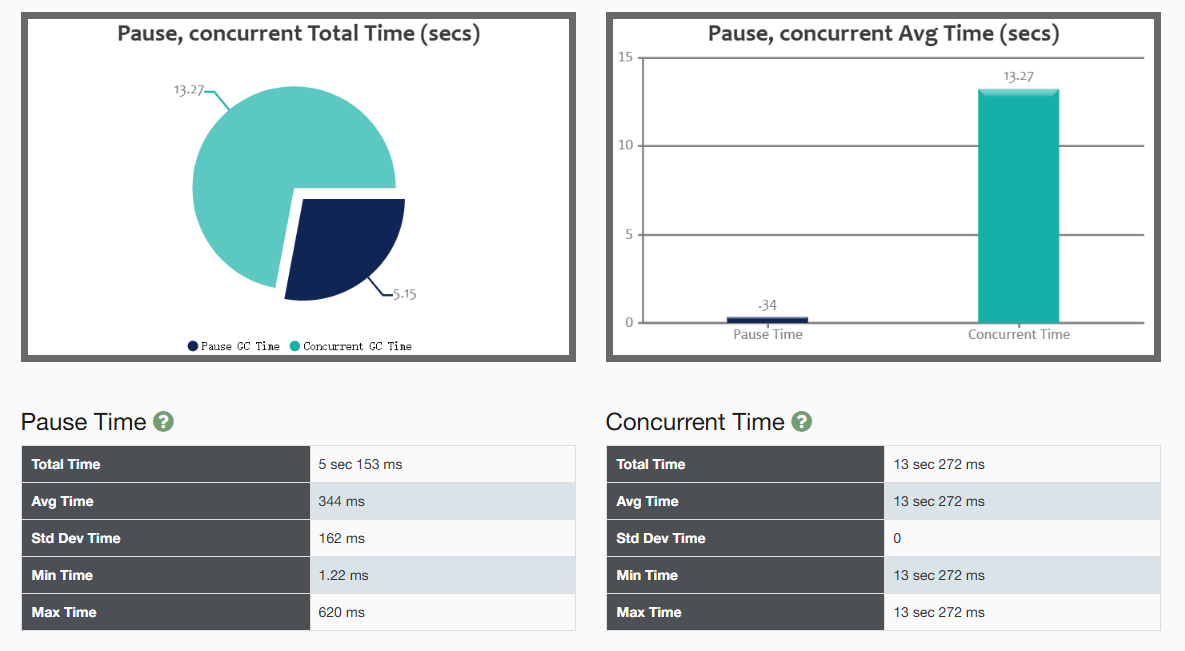 Pause, concurrent Total Time (secs)
13.27
5.15
Pause GC Time Concurrent GC Time
Pause, concurrent Avg Time (secs)
15
13.27
10
5
.34
0
Pause Time Concurrent Time
Pause Time ?
Total Time 5 sec 153 ms
Avg Time 344 ms
Std Dev Time 162 ms
Min Time 1.22 ms
Max Time 620 ms
Concurrent Time ?
Total Time 13 sec 272 ms
Avg Time 13 sec 272 ms
Std Dev Time 0
Min Time 13 sec 272 ms
Max Time 13 sec 272 ms